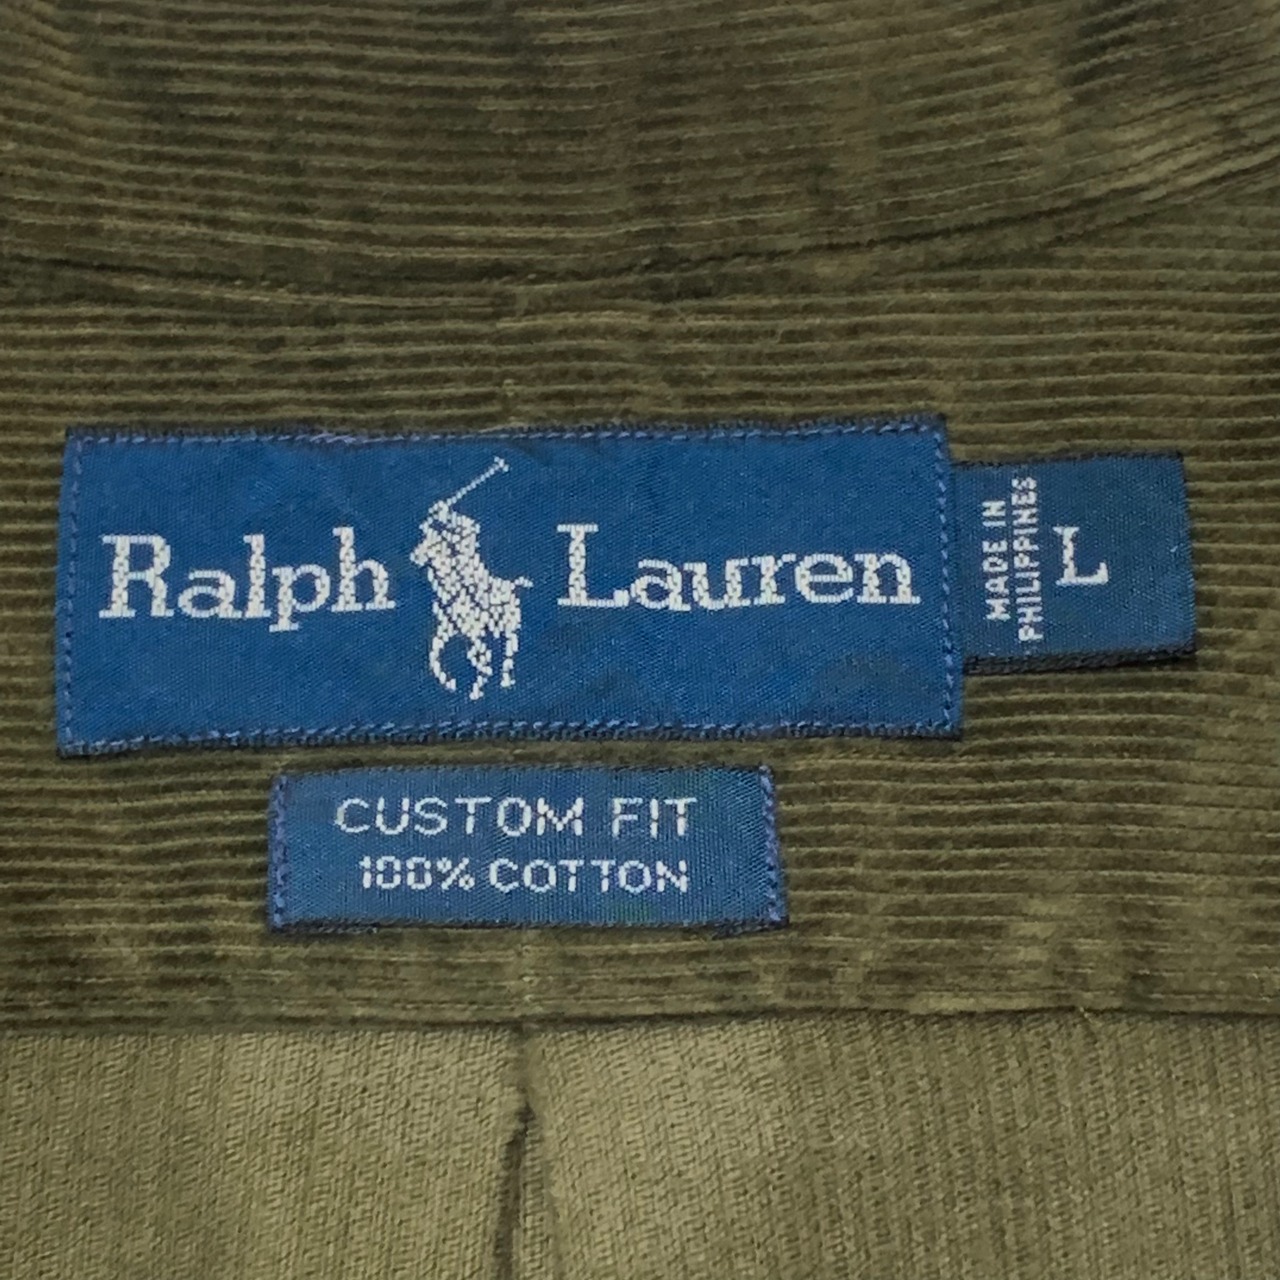 Ralph Lauren
MADE IN
PHILIPPINES
L
CUSTOM FIT
100% COTTON